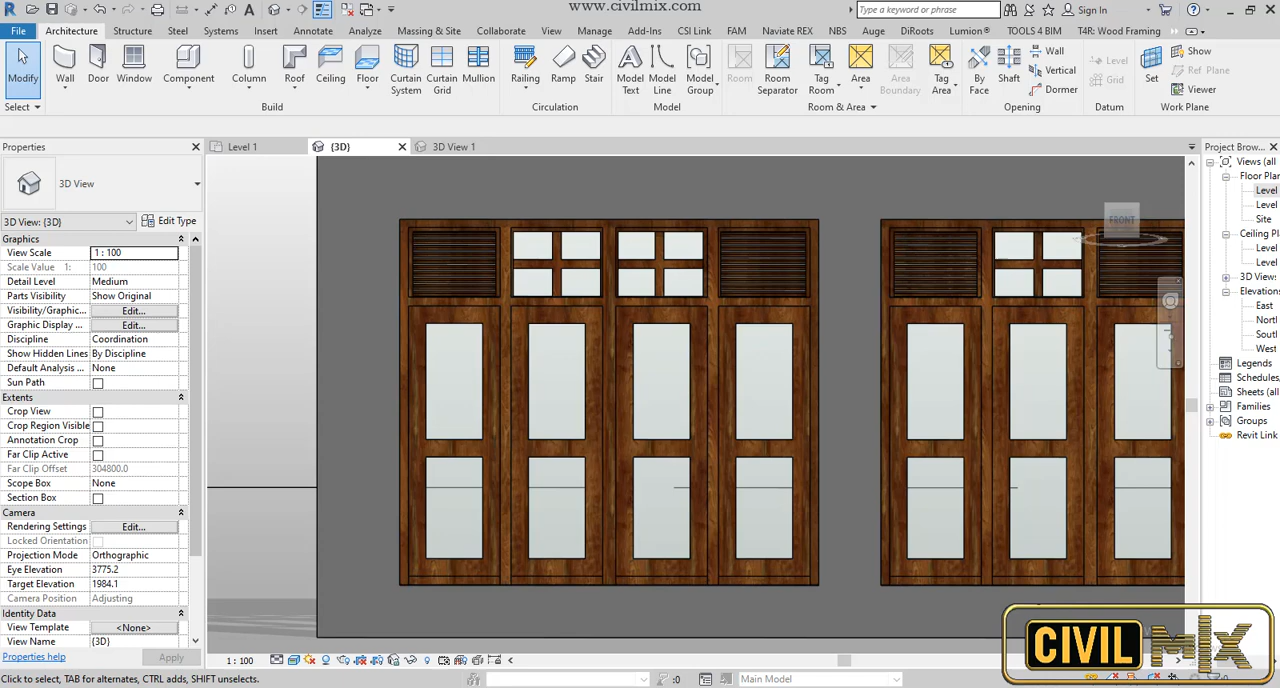 www.civilmix.com
Type a keyword or phrase
Sign In
File Architecture Structure Steel Systems Insert Annotate Analyze Massing & Site Collaborate View Manage Add-Ins CSI Link FAM Naviate REX NBS Auge DiRoots Lumion® TOOLS 4 BIM T4R: Wood Framing
Modify Wall Door Window Component Column Roof Ceiling Floor Curtain System Curtain Grid Mullion Railing Ramp Stair Model Text Model Line Model Group Room Room Separator Tag Room Area Area Boundary Tag Area By Face Shaft Wall Vertical Dormer Level Grid Set Show Ref Plane Viewer
Select Build Circulation Model Room & Area Opening Datum Work Plane
Properties
Level 1
{3D}
3D View 1
Project Brow...
3D View
3D View: {3D}
Edit Type
Graphics
View Scale 1 : 100
Scale Value 1: 100
Detail Level Medium
Parts Visibility Show Original
Visibility/Graphic... Edit...
Graphic Display ... Edit...
Discipline Coordination
Show Hidden Lines By Discipline
Default Analysis ... None
Sun Path
Extents
Crop View
Crop Region Visible
Annotation Crop
Far Clip Active
Far Clip Offset 304800.0
Scope Box None
Section Box
Camera
Rendering Settings Edit...
Locked Orientation
Projection Mode Orthographic
Eye Elevation 3775.2
Target Elevation 1984.1
Camera Position Adjusting
Identity Data
View Template <None>
View Name {3D}
Properties help
Apply
FRONT
Views (all
Floor Plan
Level
Level
Site
Ceiling P
Level
Level
3D View:
Elevations
East
Nortl
Soutl
West
Legends
Schedules,
Sheets (all
Families
Groups
Revit Link
1 : 100
CIVIL MIX
Click to select, TAB for alternates, CTRL adds, SHIFT unselects.
:0
Main Model